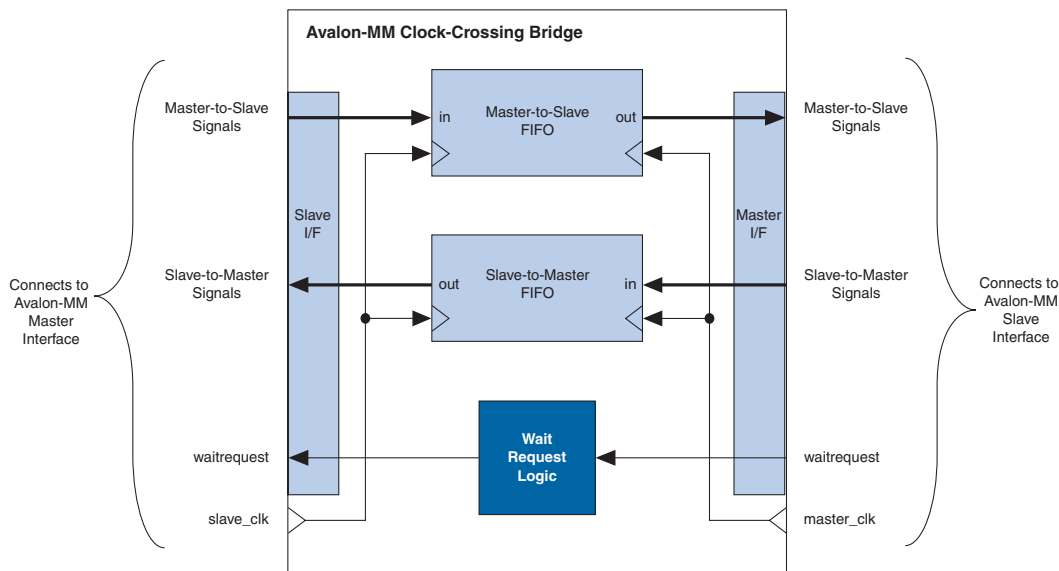 Avalon-MM Clock-Crossing Bridge
Master-to-Slave
Signals
in
Master-to-Slave
FIFO
out
Master-to-Slave
Signals
Slave
I/F
Master
I/F
Connects to
Avalon-MM
Master
Interface
Slave-to-Master
Signals
out
Slave-to-Master
FIFO
in
Slave-to-Master
Signals
Connects to
Avalon-MM
Slave
Interface
waitrequest
Wait
Request
Logic
waitrequest
slave_clk
master_clk